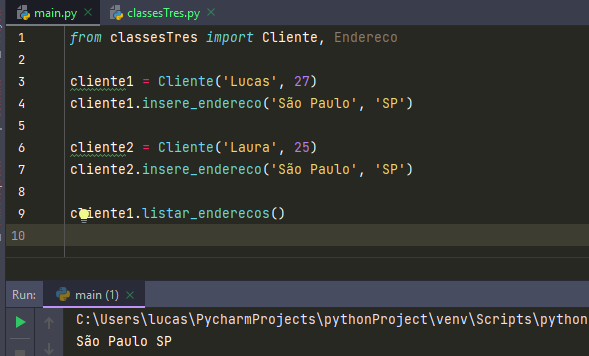 main.py classesTres.py
1 from classesTres import Cliente, Endereco
2
3 cliente1 = Cliente('Lucas', 27)
4 cliente1.insere_endereco('São Paulo', 'SP')
5
6 cliente2 = Cliente('Laura', 25)
7 cliente2.insere_endereco('São Paulo', 'SP')
8
9 cliente1.listar_enderecos()
10
Run: main (1)
C:\Users\lucas\PycharmProjects\pythonProject\venv\Scripts\python
São Paulo SP